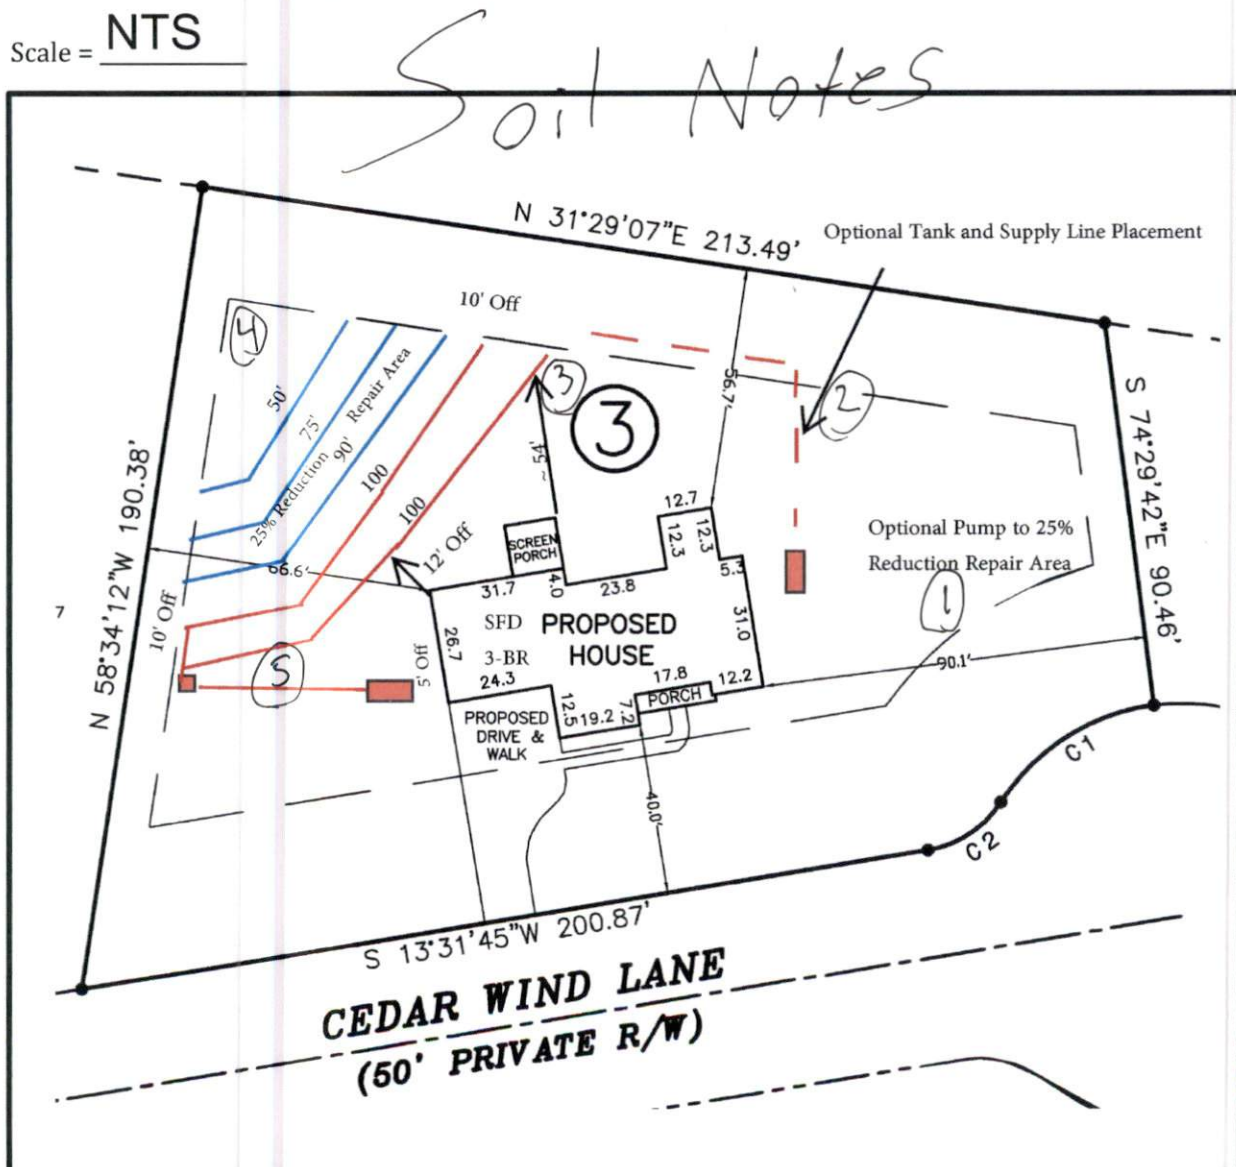 Scale = NTS
Soil Notes
N 31°29'07"E 213.49'
Optional Tank and Supply Line Placement
10' Off
4
3
3
2
56.7'
S 74°29'42"E 90.46'
50'
75'
90'
Repair Area
25% Reduction
100
100
~ 54'
12' Off
N 58°34'12"W 190.38'
66.6'
7
10' Off
SCREEN
PORCH
12.7
12.3
12.3
5.3
Optional Pump to 25%
Reduction Repair Area
1
31.7
4.0
23.8
31.0
26.7
SFD
3-BR
PROPOSED
HOUSE
5' Off
5
24.3
17.8
12.2
90.1'
PORCH
12.5
19.2
7.2
PROPOSED
DRIVE &
WALK
40.0'
C1
C2
S 13°31'45"W 200.87'
CEDAR WIND LANE
(50' PRIVATE R/W)